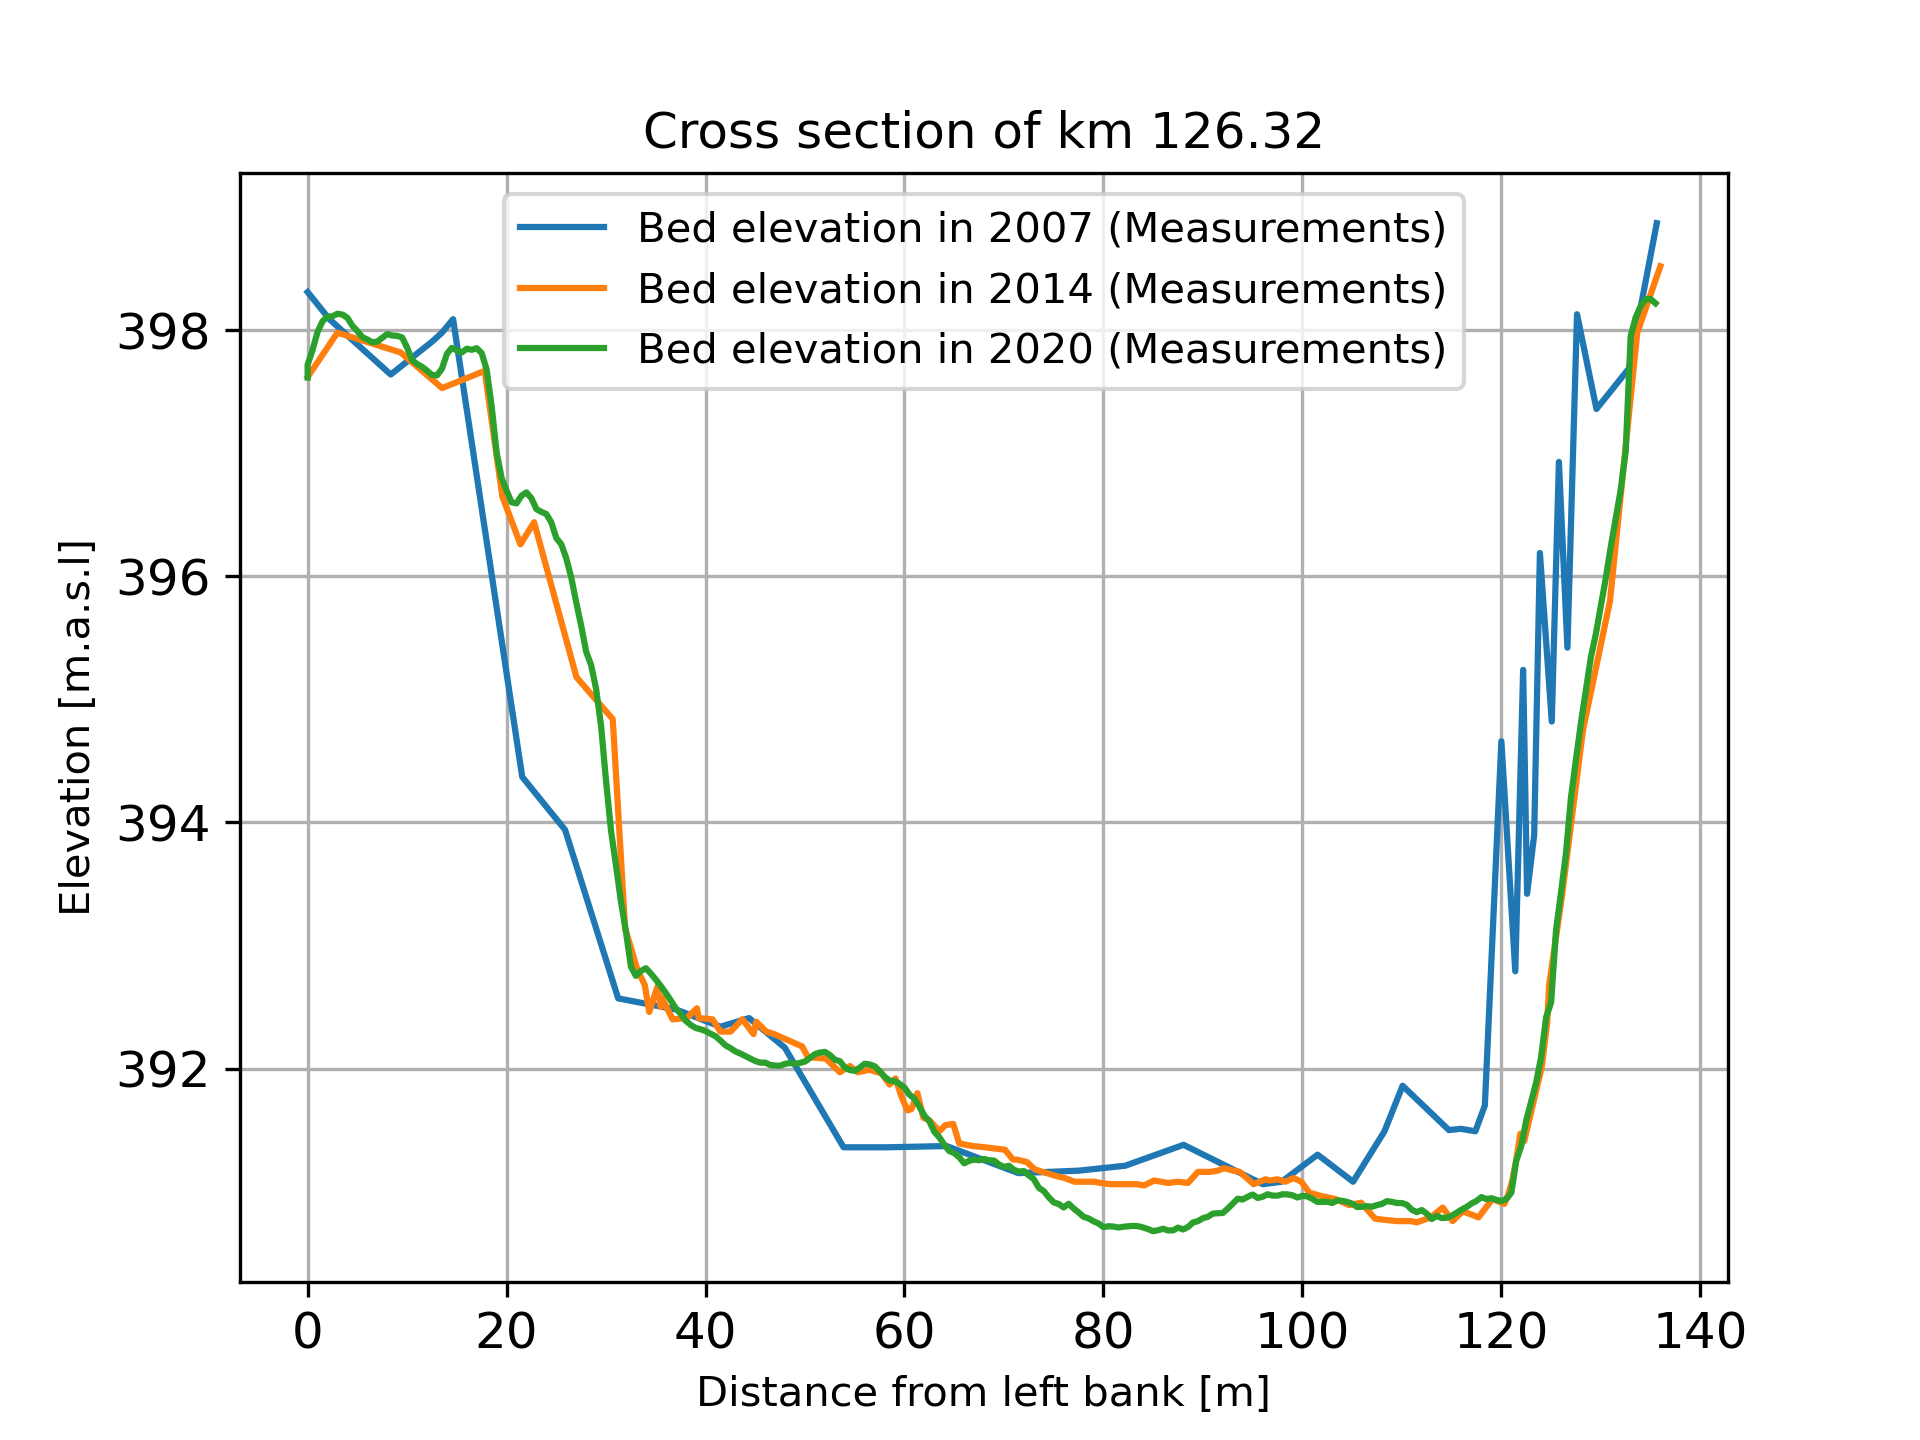 Cross section of km 126.32
Bed elevation in 2007 (Measurements)
Bed elevation in 2014 (Measurements)
Bed elevation in 2020 (Measurements)
Elevation [m.a.s.l]
398
396
394
392
0 20 40 60 80 100 120 140
Distance from left bank [m]